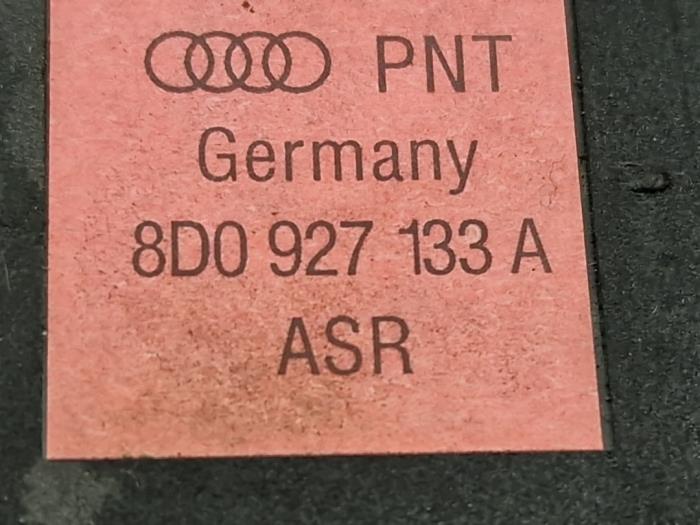 PNT
Germany
8D0 927 133 A
ASR